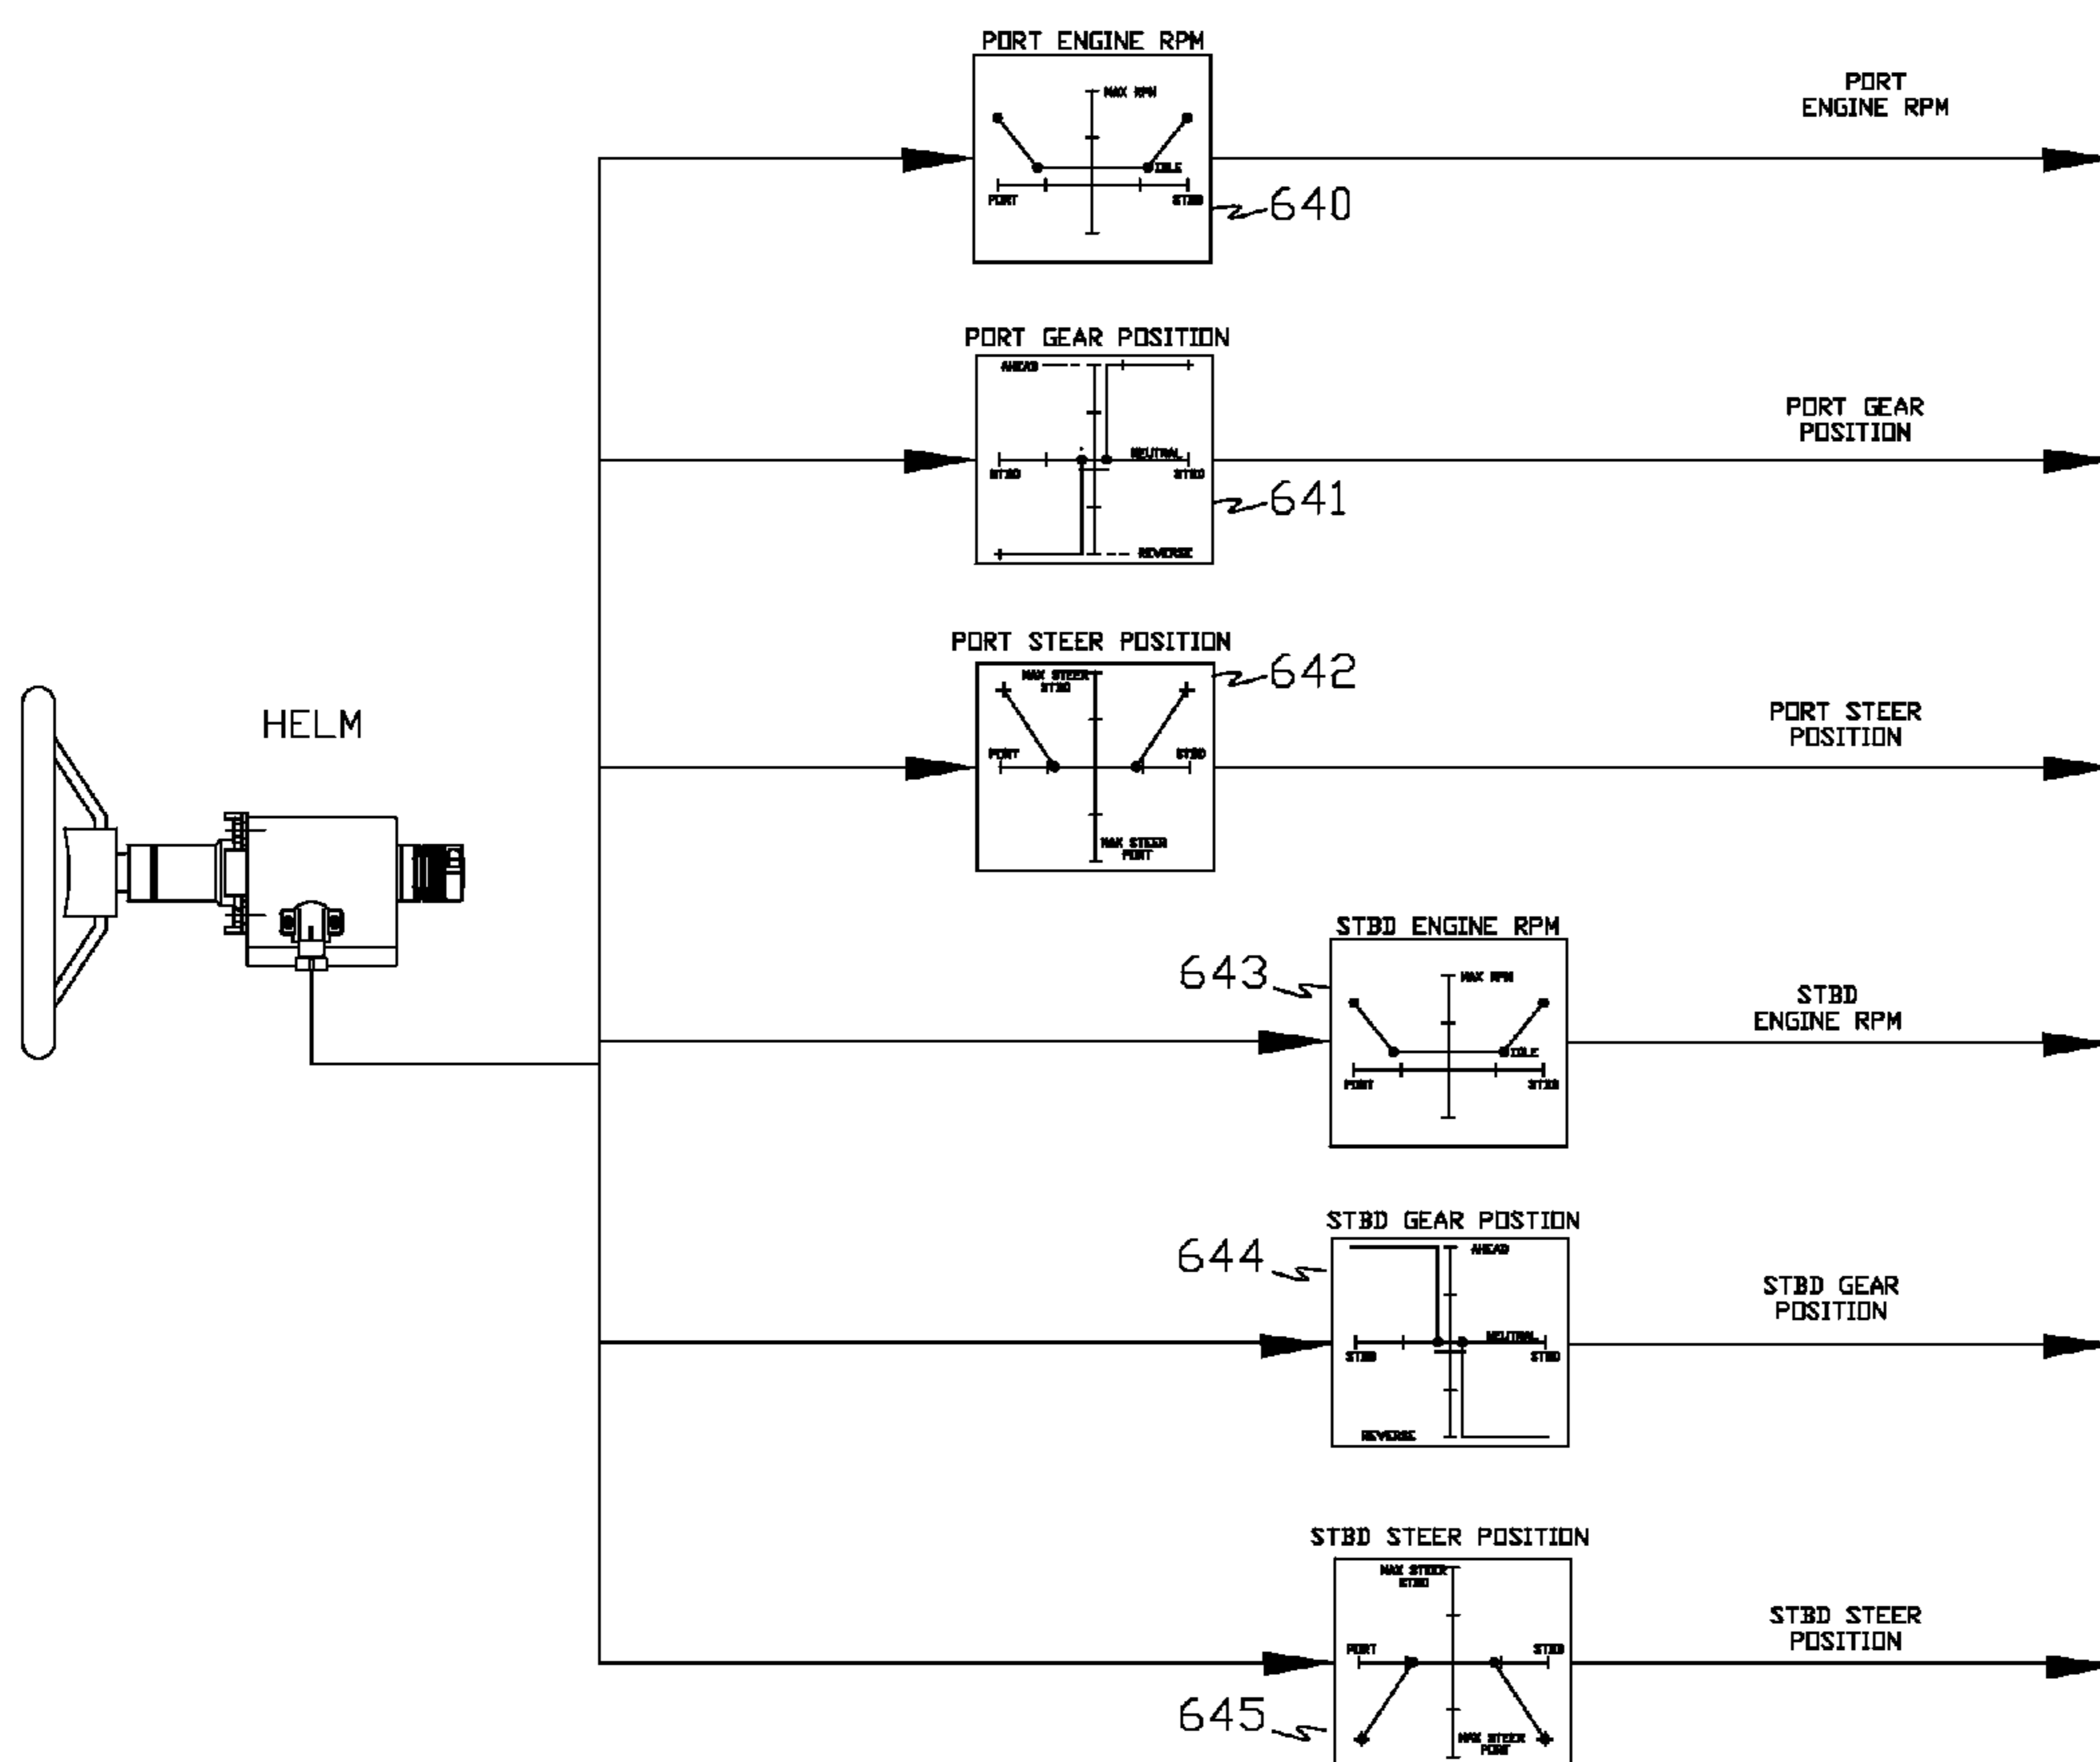 PORT ENGINE RPM
MAX RPM
IDLE
PORT
STBD
640
PORT
ENGINE RPM
PORT GEAR POSITION
AHEAD
NEUTRAL
STBD
STBD
REVERSE
641
PORT GEAR
POSITION
PORT STEER POSITION
MAX STEER
STBD
PORT
STBD
MAX STEER
PORT
642
PORT STEER
POSITION
HELM
STBD ENGINE RPM
MAX RPM
IDLE
PORT
STBD
643
STBD
ENGINE RPM
STBD GEAR POSTION
AHEAD
NEUTRAL
STBD
STBD
REVERSE
644
STBD GEAR
POSITION
STBD STEER POSITION
MAX STEER
STBD
PORT
STBD
MAX STEER
PORT
645
STBD STEER
POSITION